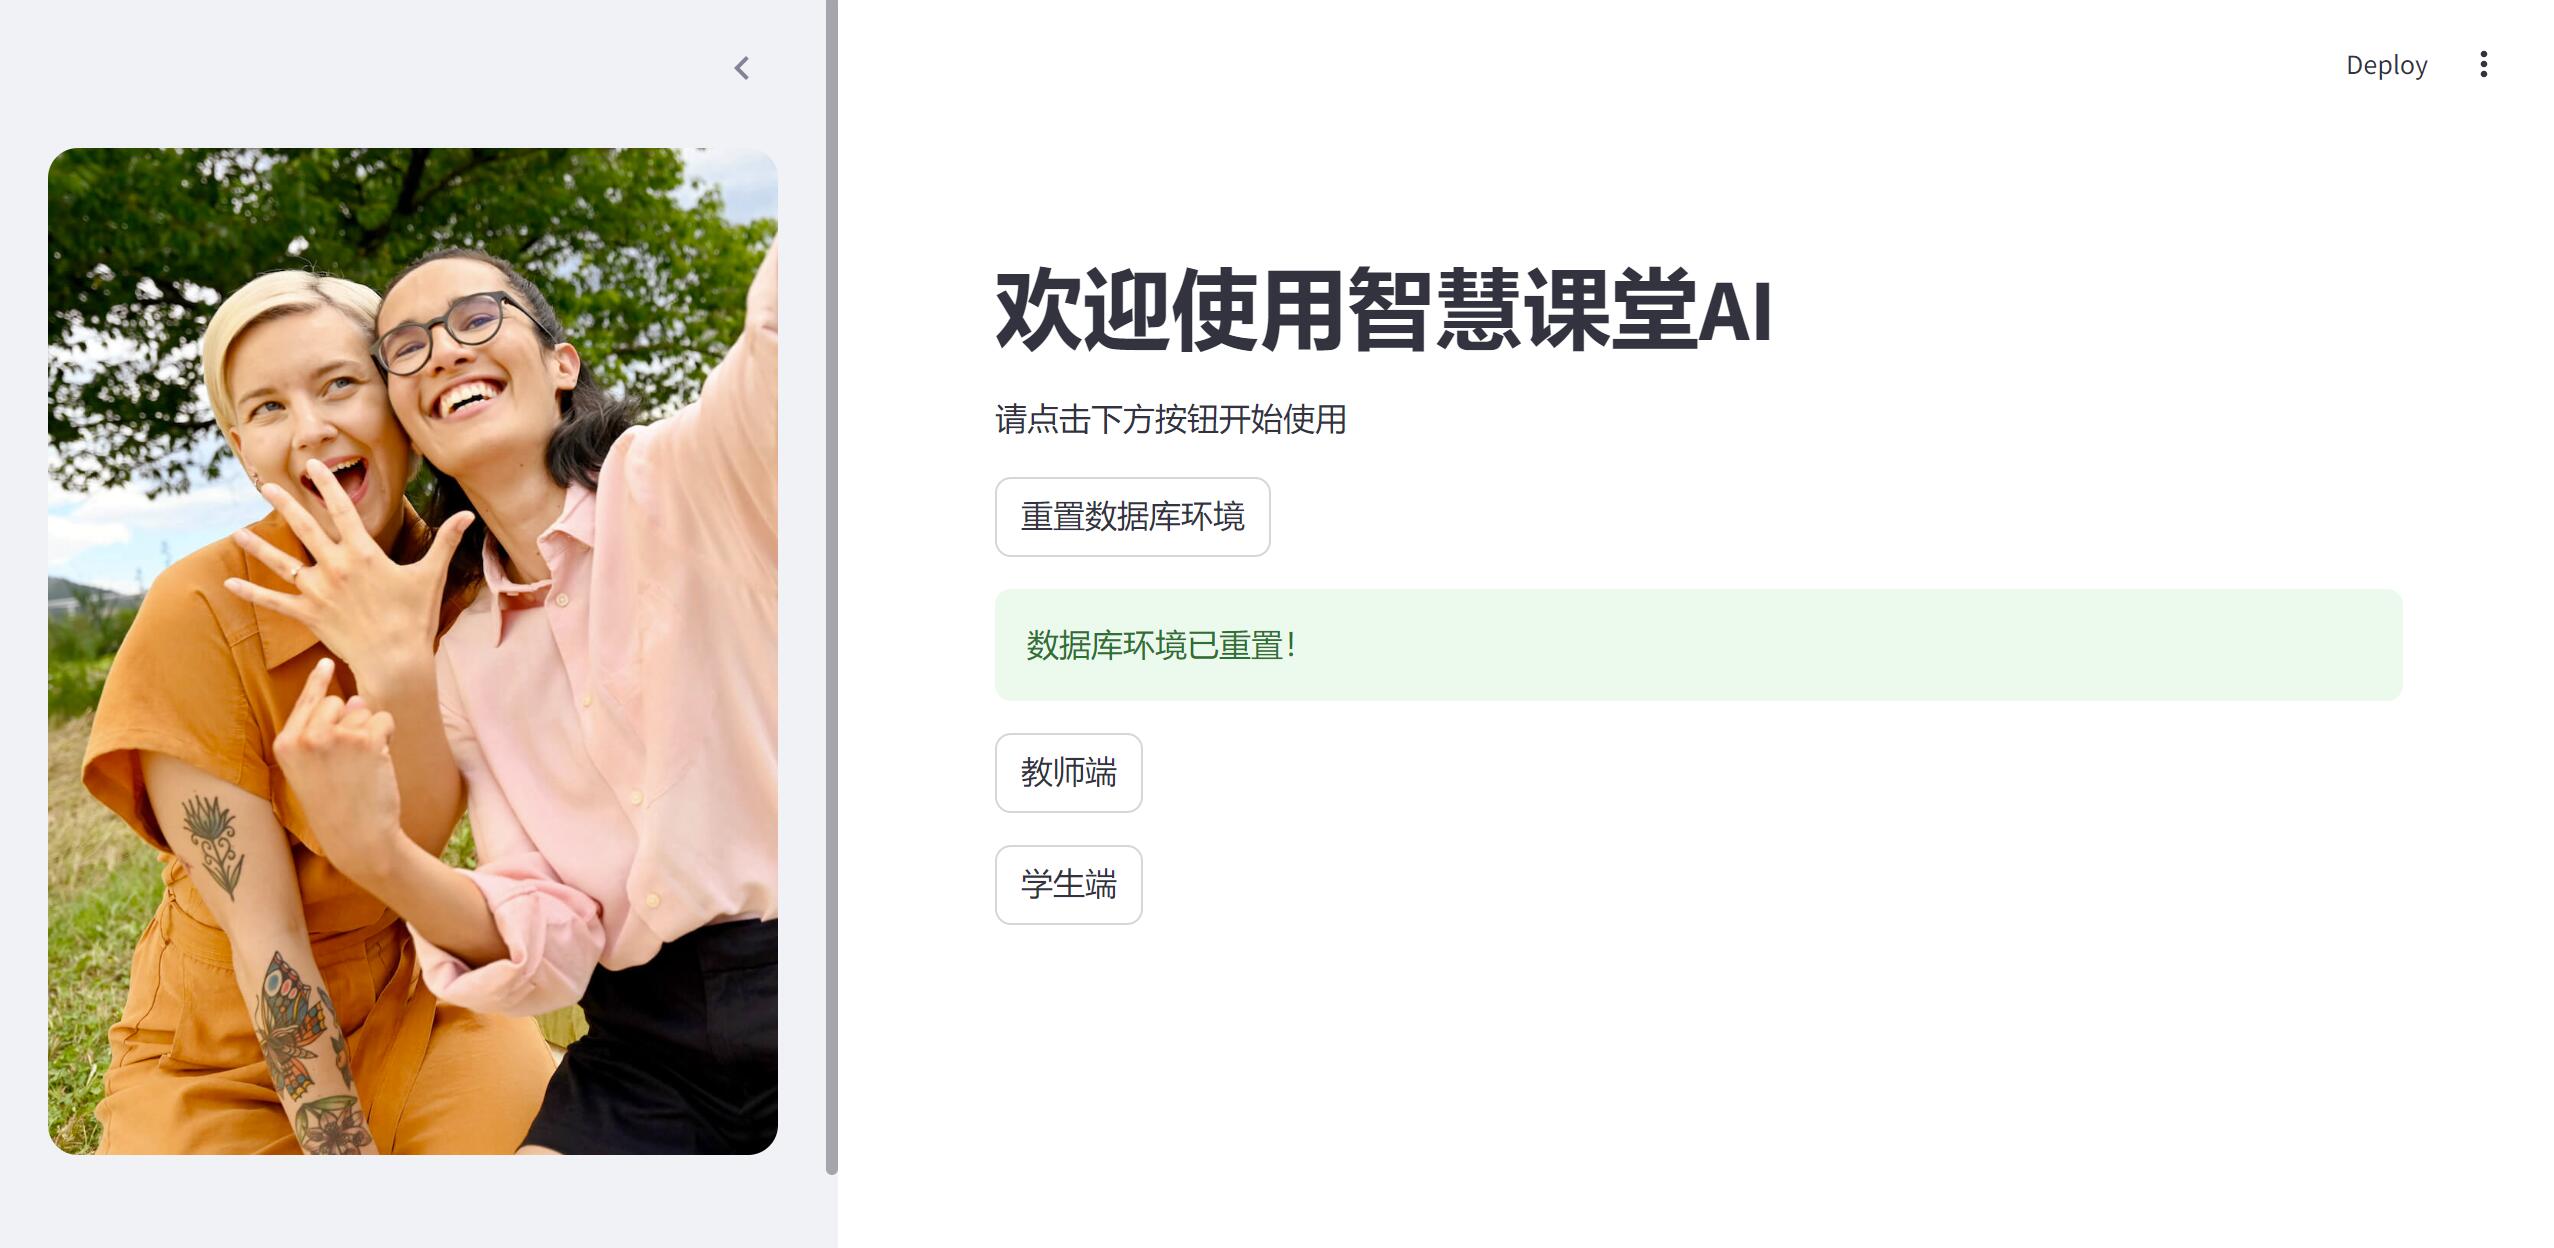 Deploy
欢迎使用智慧课堂AI
请点击下方按钮开始使用
重置数据库环境
数据库环境已重置！
教师端
学生端